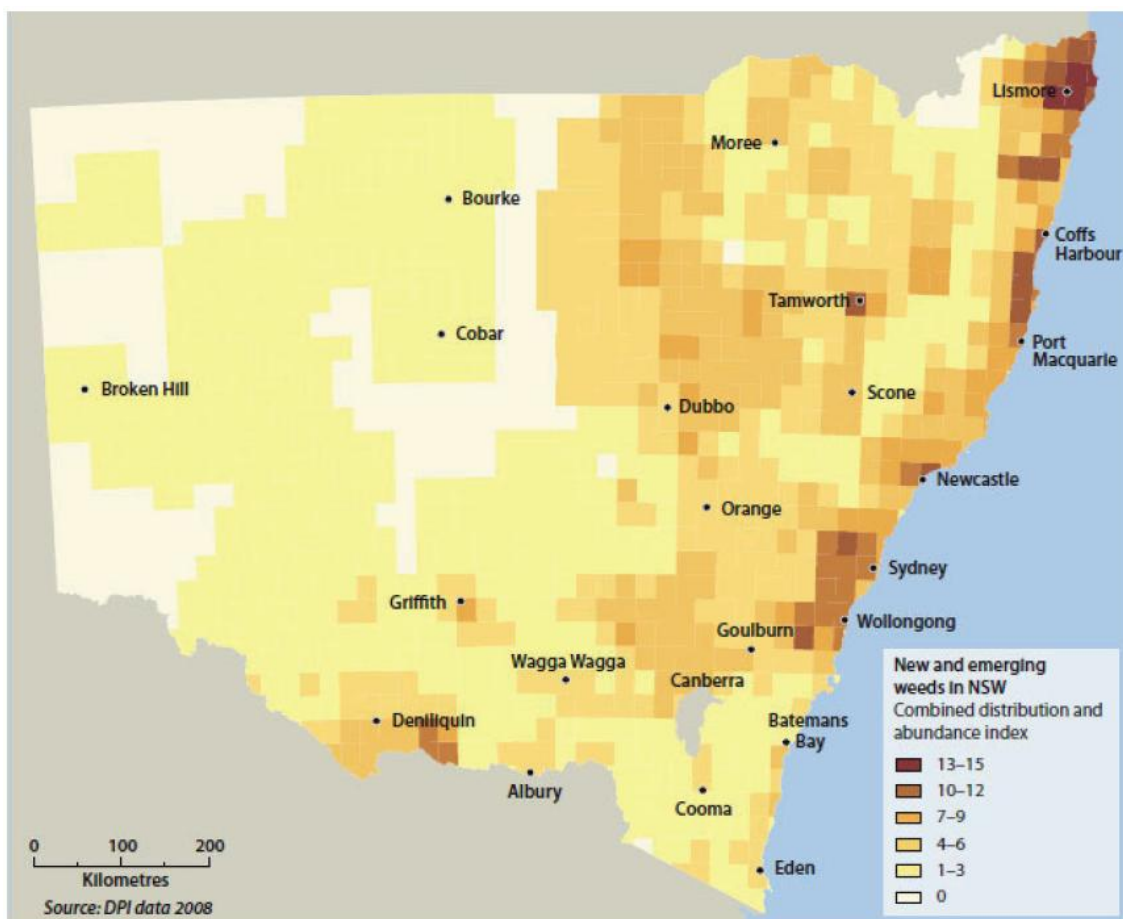 Lismore
Moree
Bourke
Coffs
Harbour
Tamworth
Cobar
Port
Macquarie
Broken Hill
Scone
Dubbo
Newcastle
Orange
Sydney
Griffith
Wollongong
Goulburn
Wagga Wagga
Canberra
Deniliquin
Batemans
Bay
Albury
Cooma
Eden
New and emerging
weeds in NSW
Combined distribution and
abundance index
13–15
10–12
7–9
4–6
1–3
0
0 100 200
Kilometres
Source: DPI data 2008